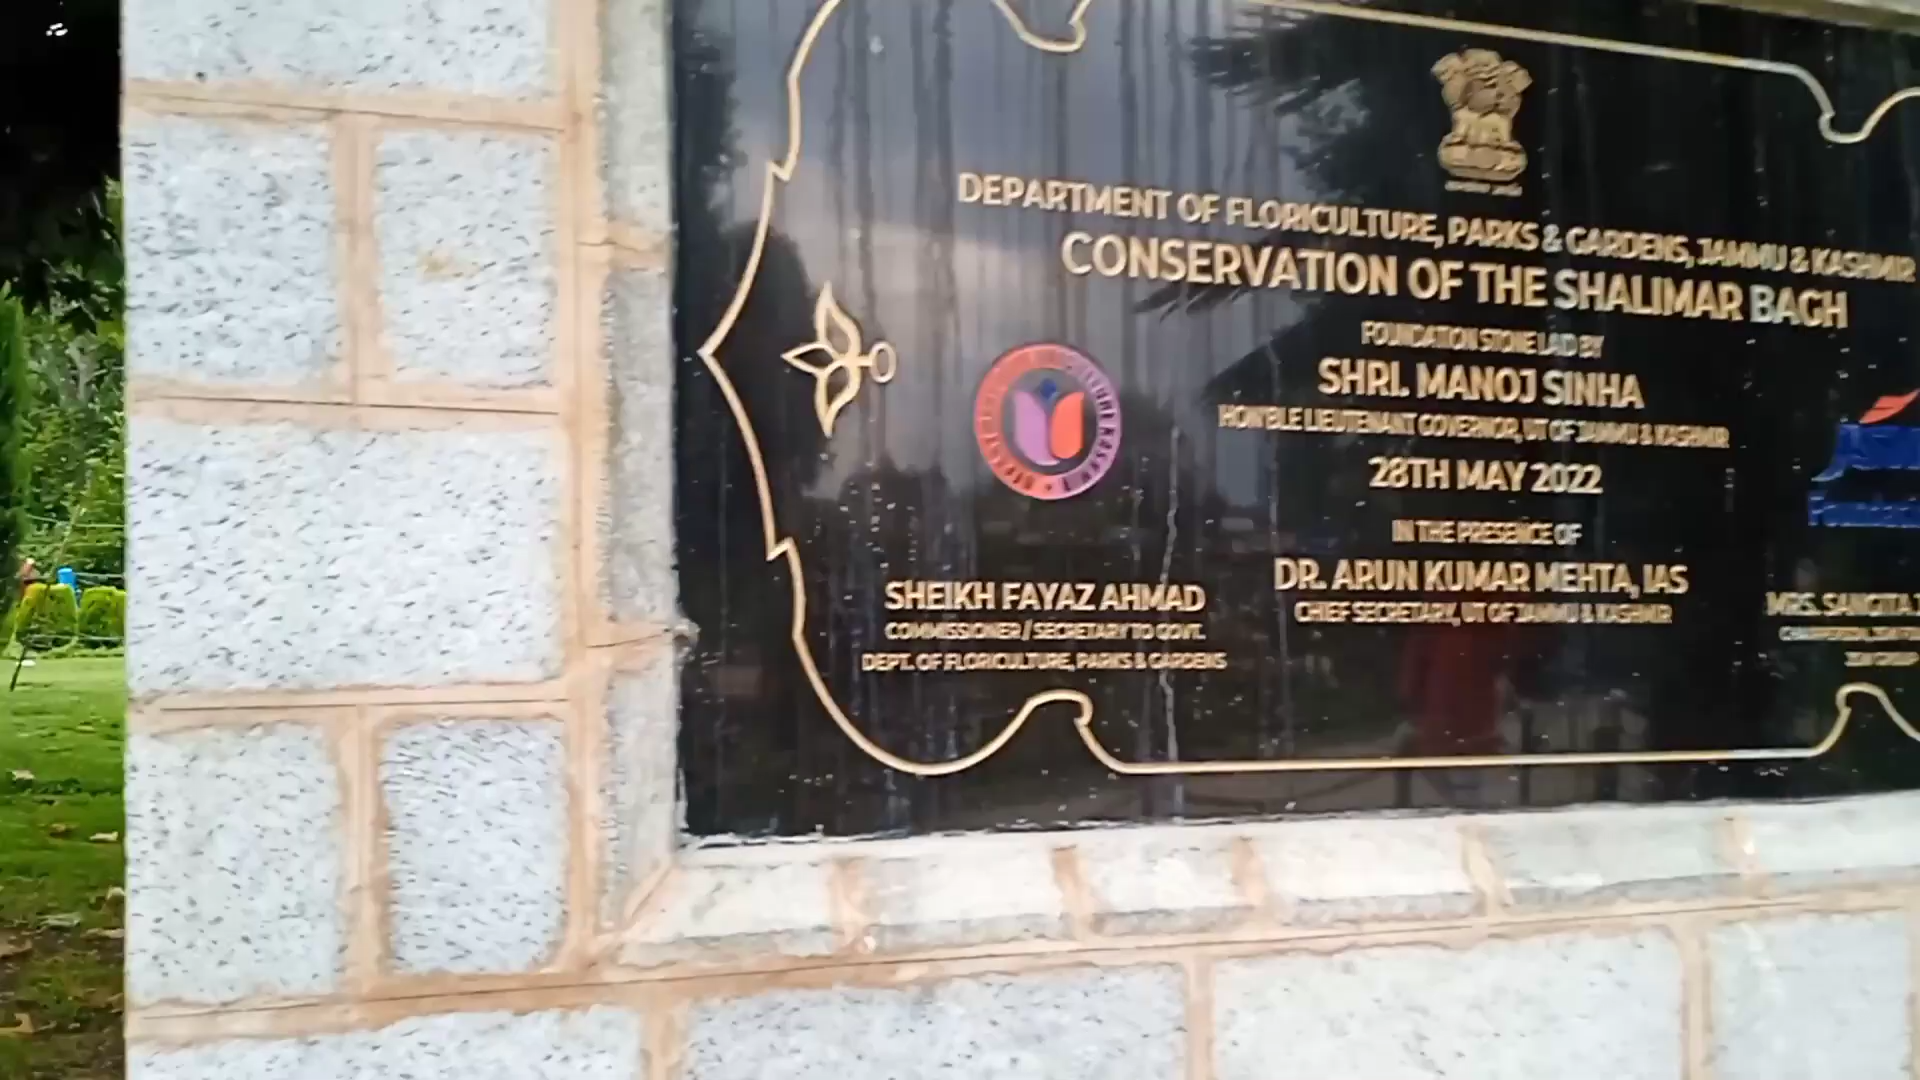 DEPARTMENT OF FLORICULTURE, PARKS & GARDENS, JAMMU & KASHMIR
CONSERVATION OF THE SHALIMAR BAGH
FOUNDATION STONE LAID BY
SHRI. MANOJ SINHA
HON'BLE LIEUTENANT GOVERNOR, UT OF JAMMU & KASHMIR
28TH MAY 2022
IN THE PRESENCE OF
DR. ARUN KUMAR MEHTA, IAS
CHIEF SECRETARY, UT OF JAMMU & KASHMIR
SHEIKH FAYAZ AHMAD
COMMISSIONER / SECRETARY TO GOVT.
DEPT. OF FLORICULTURE, PARKS & GARDENS
MRS. SANGITA